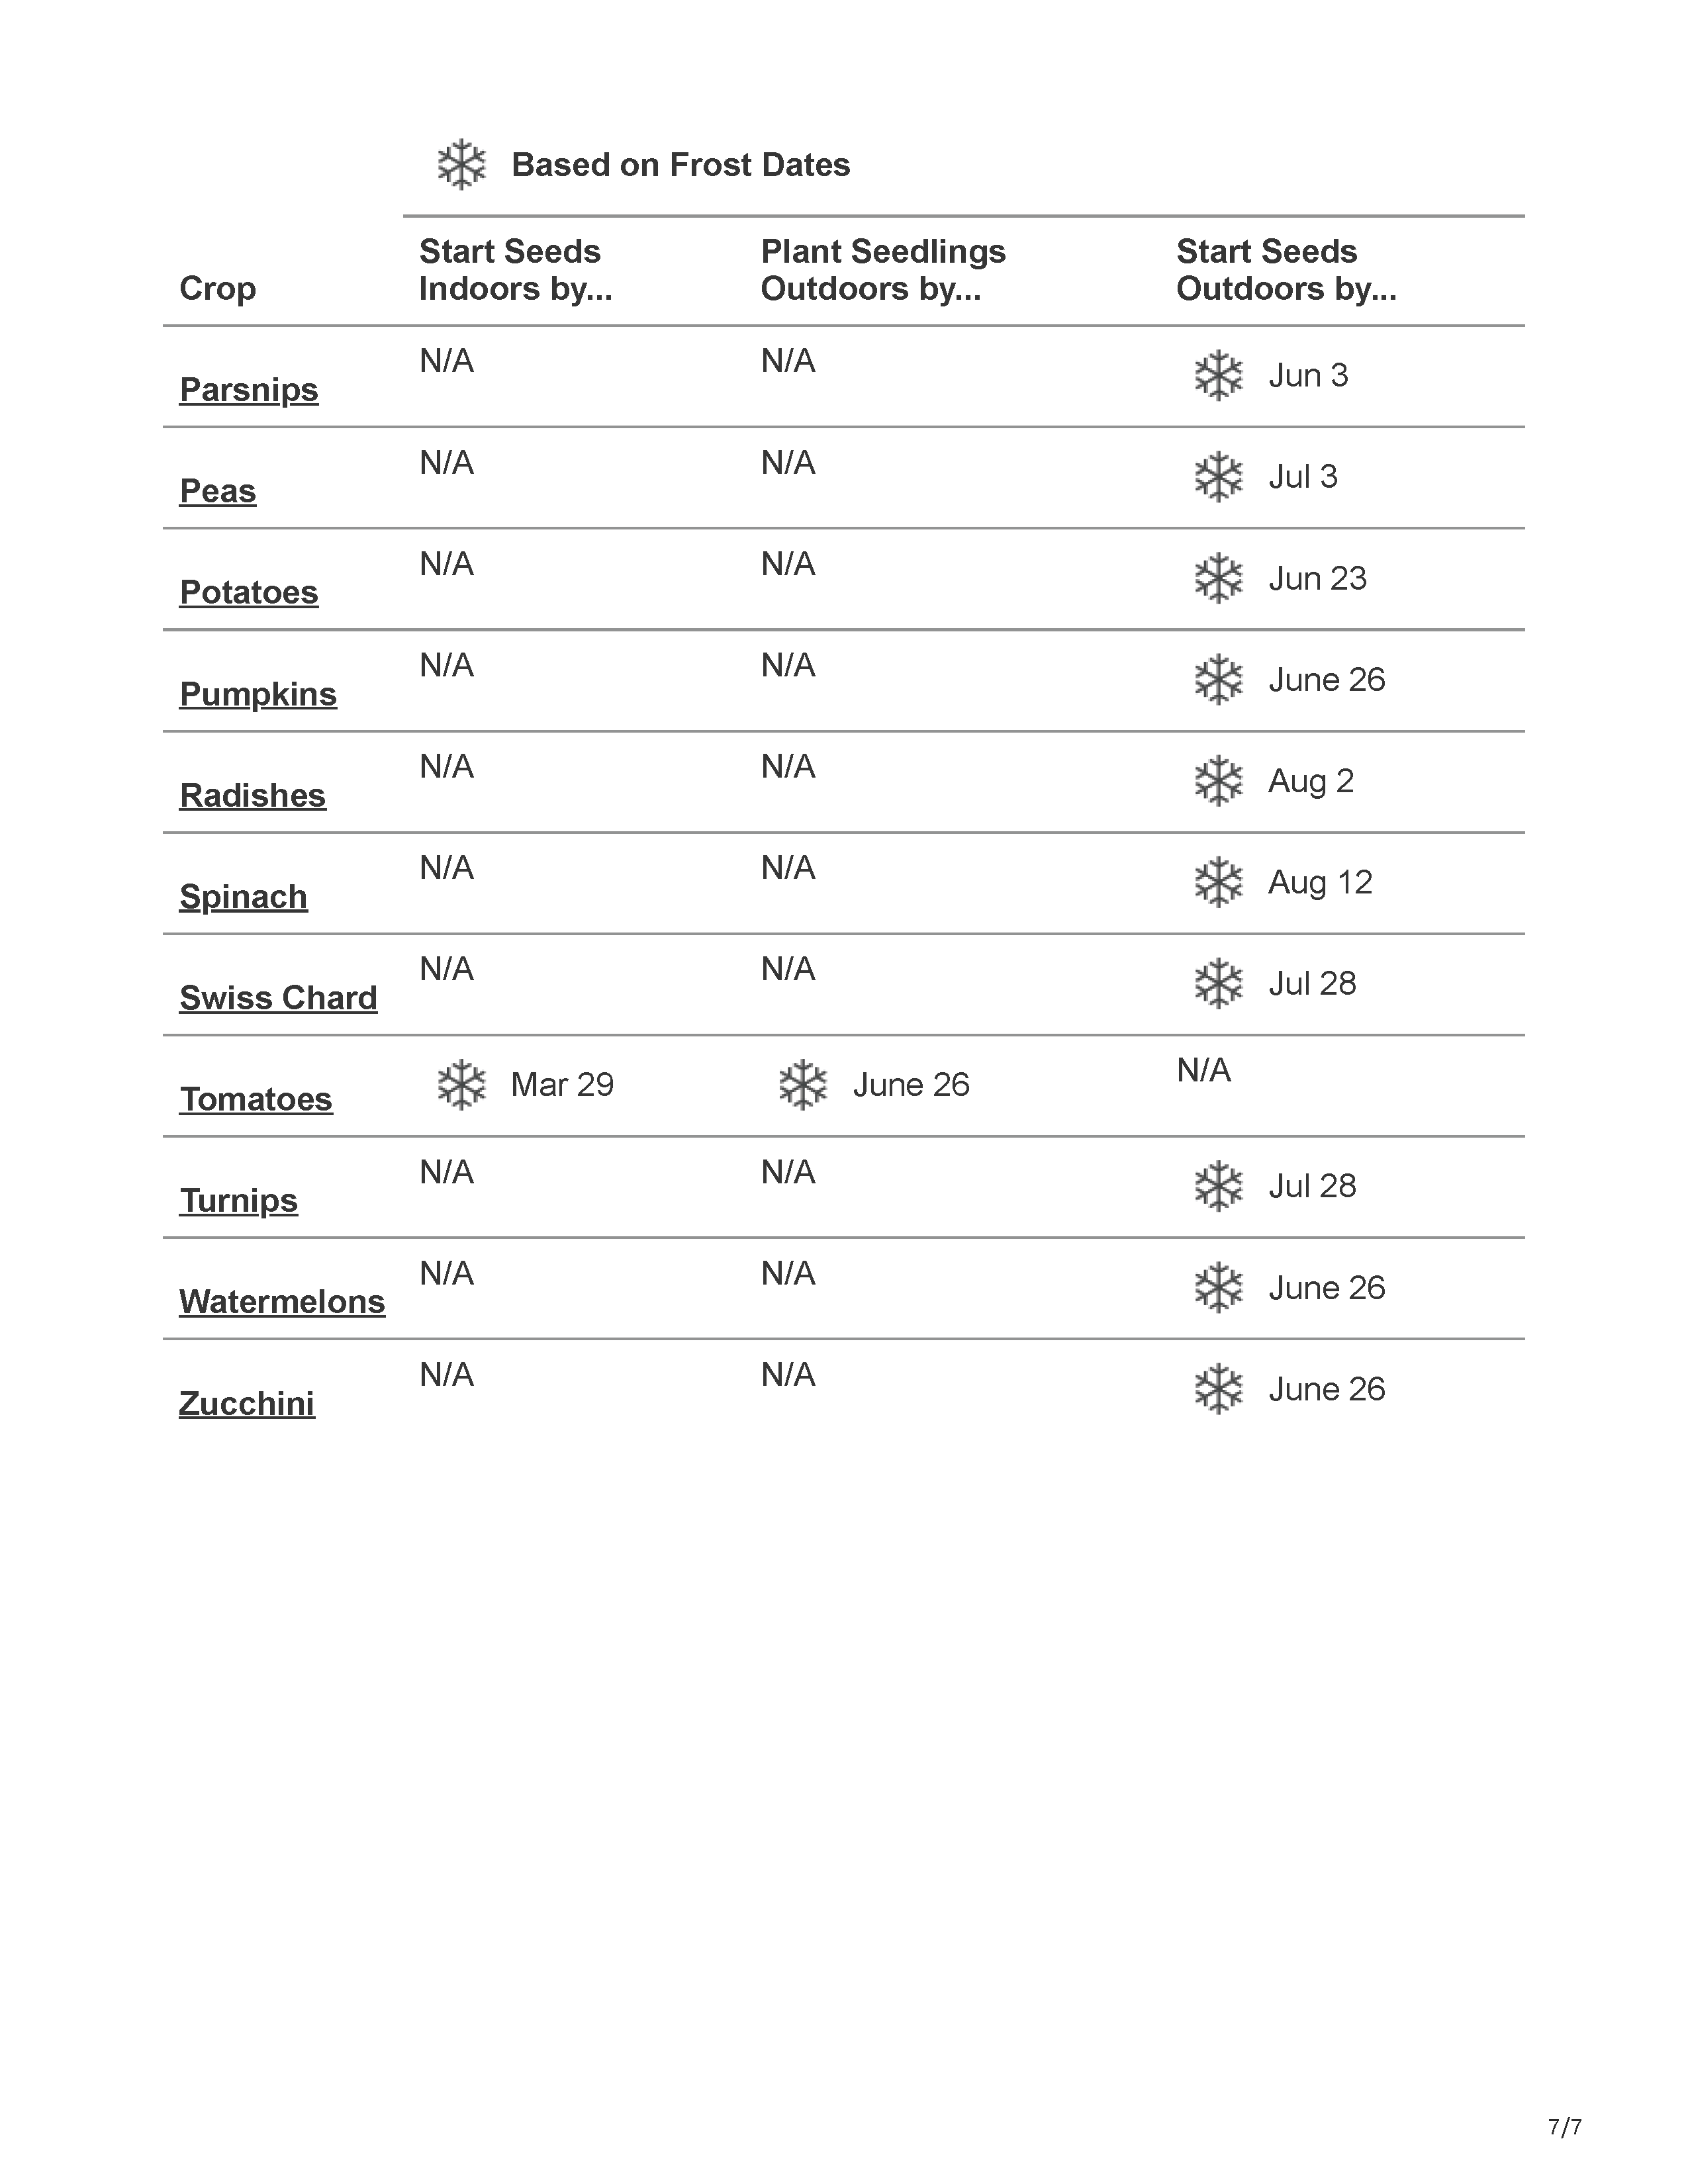 Based on Frost Dates
Crop Start Seeds Indoors by... Plant Seedlings Outdoors by... Start Seeds Outdoors by...
Parsnips N/A N/A Jun 3
Peas N/A N/A Jul 3
Potatoes N/A N/A Jun 23
Pumpkins N/A N/A June 26
Radishes N/A N/A Aug 2
Spinach N/A N/A Aug 12
Swiss Chard N/A N/A Jul 28
Tomatoes Mar 29 June 26 N/A
Turnips N/A N/A Jul 28
Watermelons N/A N/A June 26
Zucchini N/A N/A June 26
7/7